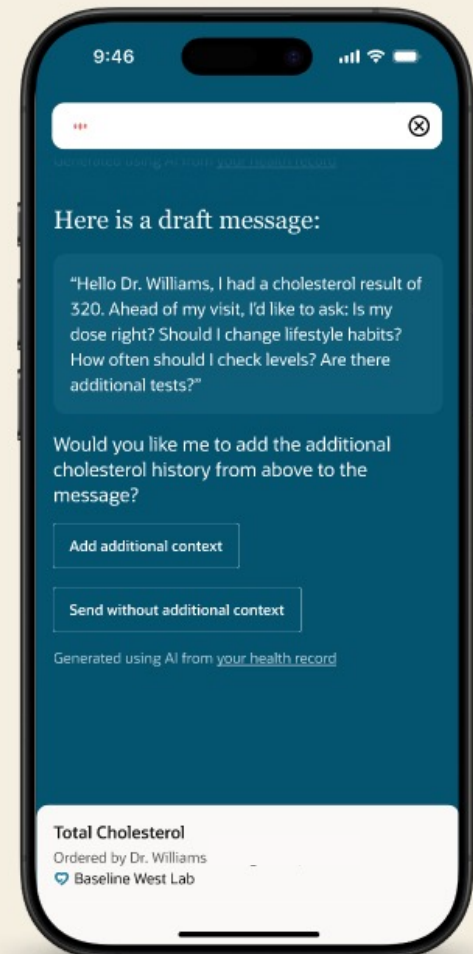 9:46
Generated using AI from your health record
Here is a draft message:
“Hello Dr. Williams, I had a cholesterol result of
320. Ahead of my visit, I'd like to ask: Is my
dose right? Should I change lifestyle habits?
How often should I check levels? Are there
additional tests?”
Would you like me to add the additional
cholesterol history from above to the
message?
Add additional context
Send without additional context
Generated using AI from your health record
Total Cholesterol
Ordered by Dr. Williams
Baseline West Lab